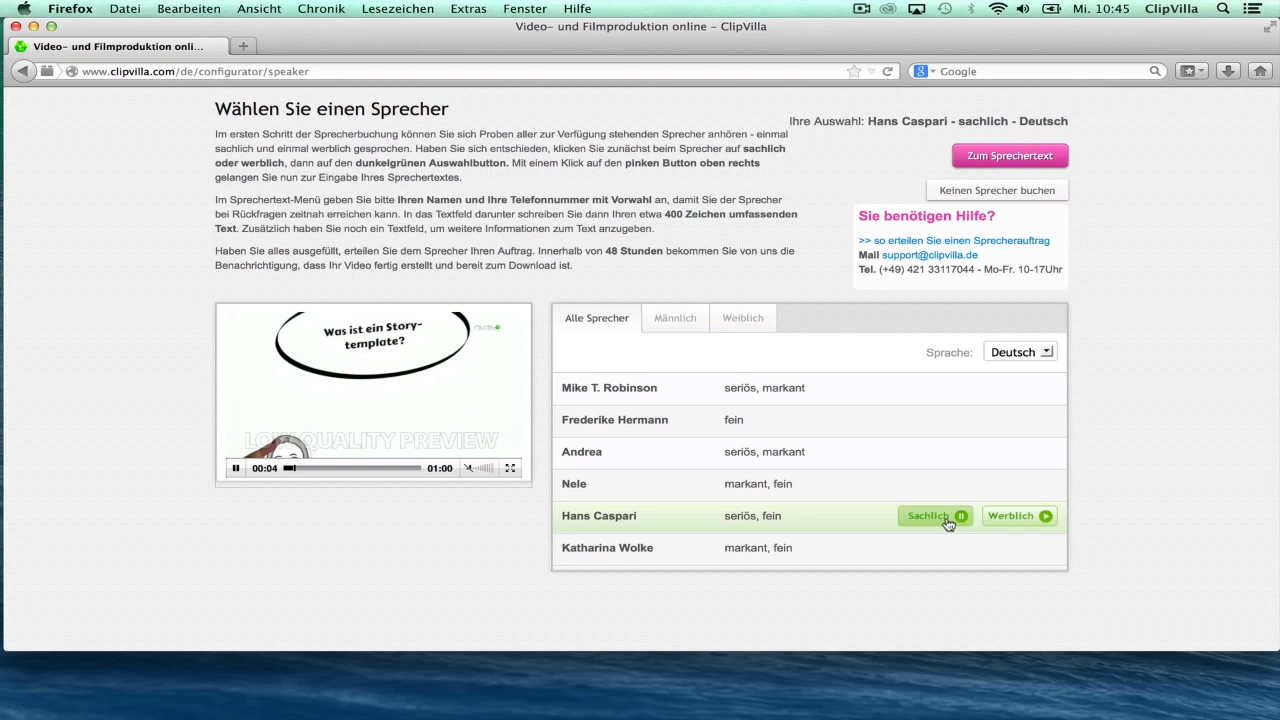 Firefox Datei Bearbeiten Ansicht Chronik Lesezeichen Extras Fenster Hilfe Mi. 10:45 ClipVilla
Video- und Filmproduktion online - ClipVilla
Video- und Filmproduktion onli...
www.clipvilla.com/de/configurator/speaker Google
Wählen Sie einen Sprecher
Im ersten Schritt der Sprecherbuchung können Sie sich Proben aller zur Verfügung stehenden Sprecher anhören - einmal
sachlich und einmal werblich gesprochen. Haben Sie sich entschieden, klicken Sie zunächst beim Sprecher auf sachlich
oder werblich, dann auf den dunkelgrünen Auswahlbutton. Mit einem Klick auf den pinken Button oben rechts
gelangen Sie nun zur Eingabe Ihres Sprechertextes.
Im Sprechertext-Menü geben Sie bitte Ihren Namen und Ihre Telefonnummer mit Vorwahl an, damit Sie der Sprecher
bei Rückfragen zeitnah erreichen kann. In das Textfeld darunter schreiben Sie dann Ihren etwa 400 Zeichen umfassenden
Text. Zusätzlich haben Sie noch ein Textfeld, um weitere Informationen zum Text anzugeben.
Haben Sie alles ausgefüllt, erteilen Sie dem Sprecher Ihren Auftrag. Innerhalb von 48 Stunden bekommen Sie von uns die
Benachrichtigung, dass Ihr Video fertig erstellt und bereit zum Download ist.
Ihre Auswahl: Hans Caspari - sachlich - Deutsch
Zum Sprechertext
Keinen Sprecher buchen
Sie benötigen Hilfe?
>> so erteilen Sie einen Sprecherauftrag
Mail support@clipvilla.de
Tel. (+49) 421 33117044 - Mo-Fr. 10-17Uhr
Was ist ein Story-
template?
LOW QUALITY PREVIEW
00:04 01:00
Alle Sprecher Männlich Weiblich
Sprache: Deutsch
Mike T. Robinson seriös, markant
Frederike Hermann fein
Andrea seriös, markant
Nele markant, fein
Hans Caspari seriös, fein Sachlich Werblich
Katharina Wolke markant, fein